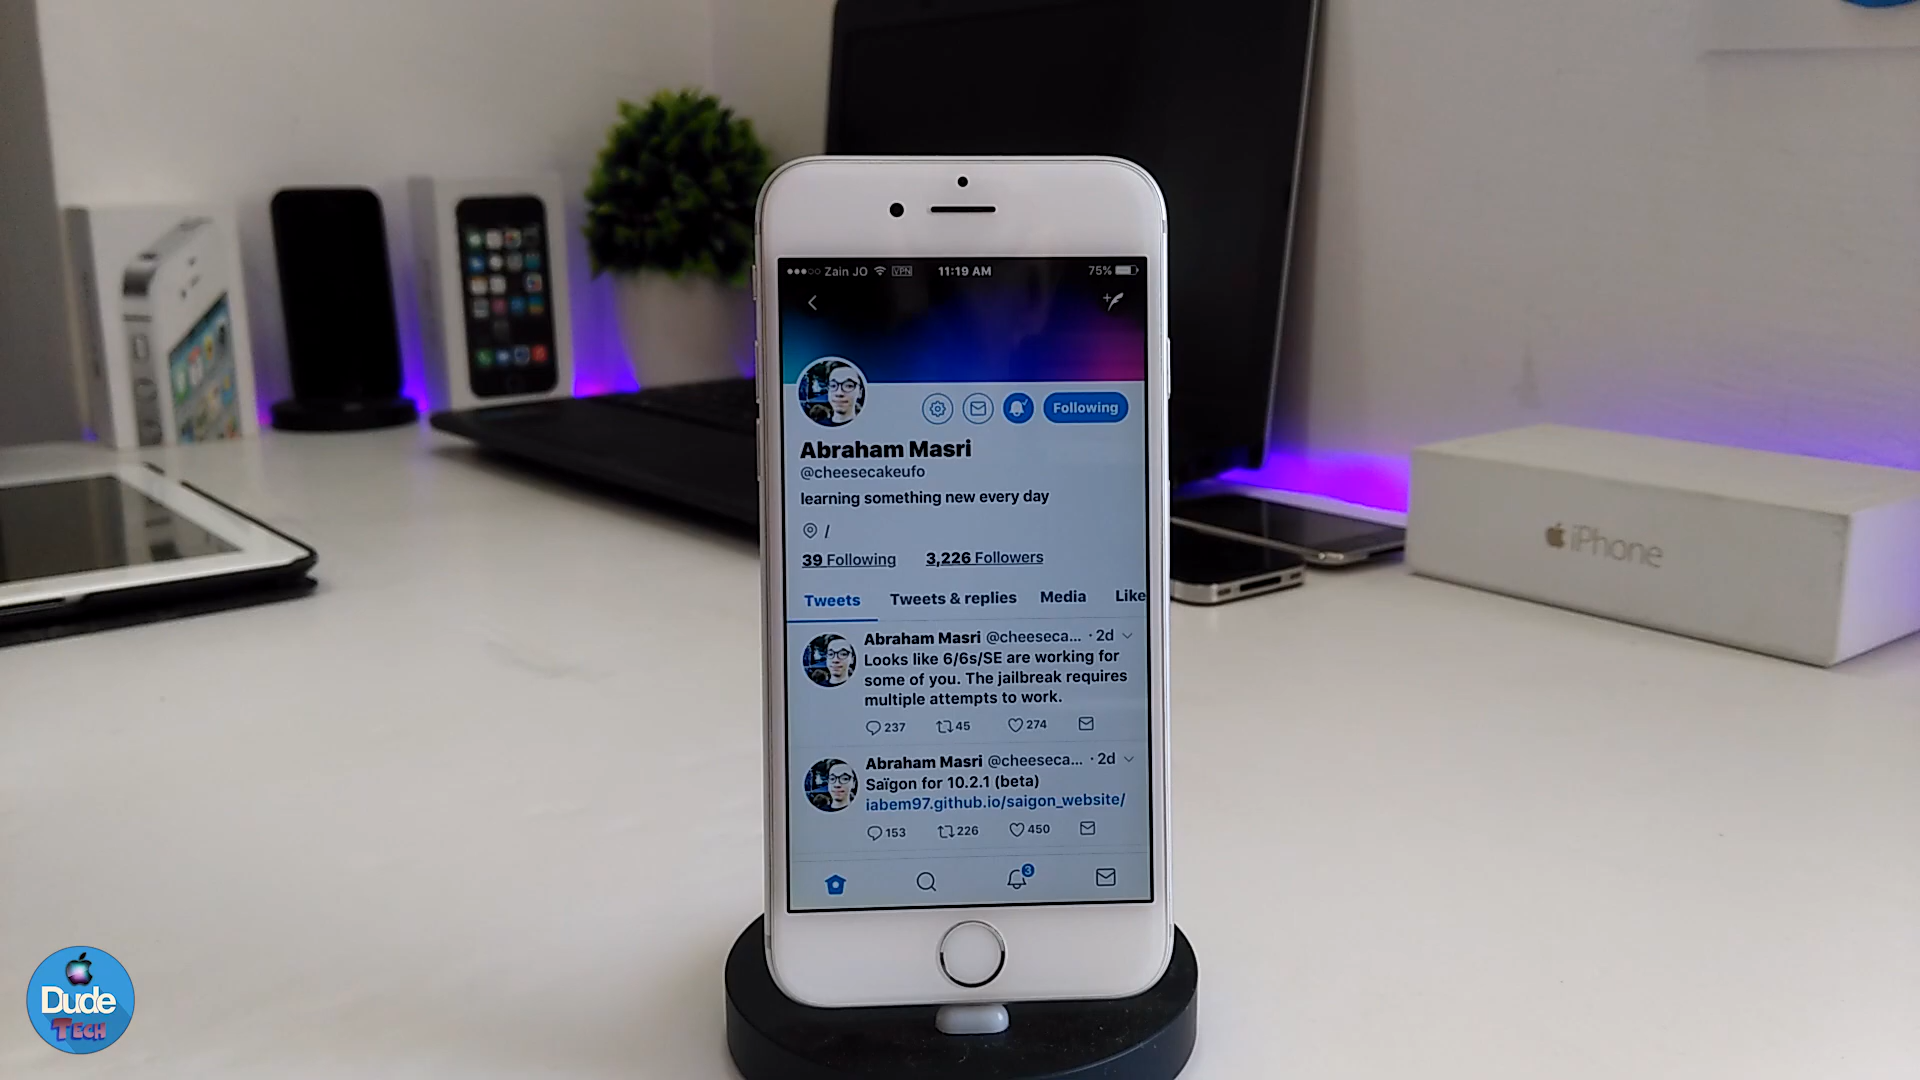 Zain JO VPN 11:19 AM 75%
Following
Abraham Masri
@cheesecakeufo
learning something new every day
/
39 Following 3,226 Followers
Tweets Tweets & replies Media Like
Abraham Masri @cheeseca... · 2d
Looks like 6/6s/SE are working for
some of you. The jailbreak requires
multiple attempts to work.
237 45 274
Abraham Masri @cheeseca... · 2d
Saïgon for 10.2.1 (beta)
iabem97.github.io/saigon_website/
153 226 450
3
iPhone
Dude
TECH